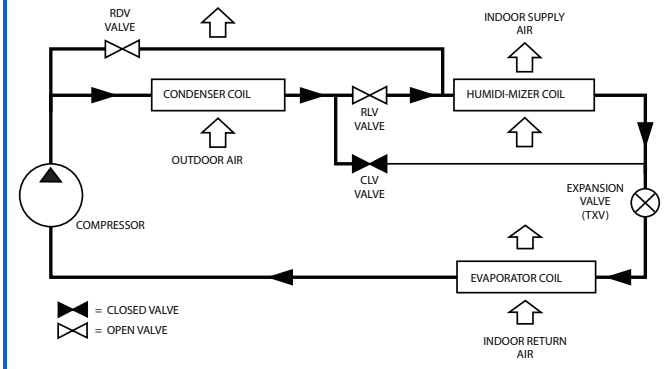 RDV
VALVE
INDOOR SUPPLY
AIR
CONDENSER COIL
HUMIDI-MIZER COIL
RLV
VALVE
OUTDOOR AIR
CLV
VALVE
EXPANSION
VALVE
(TXV)
COMPRESSOR
EVAPORATOR COIL
= CLOSED VALVE
= OPEN VALVE
INDOOR RETURN
AIR